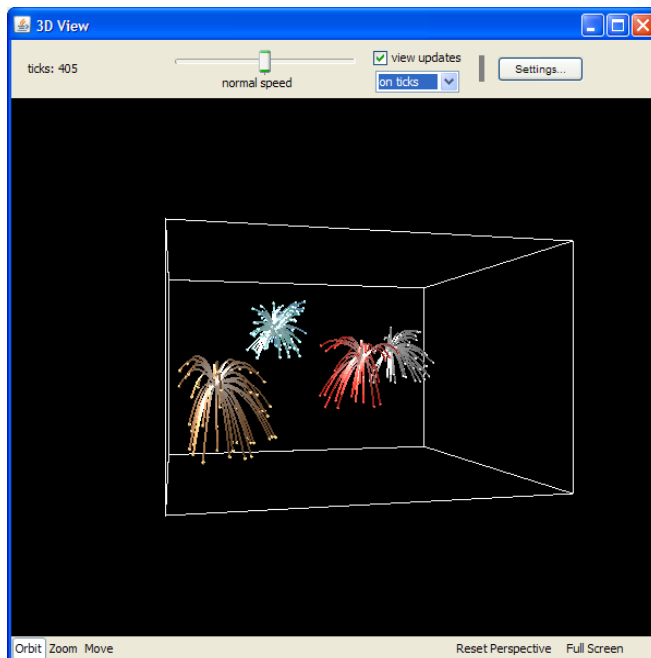 3D View
ticks: 405
normal speed
view updates
on ticks
Settings...
Orbit Zoom Move Reset Perspective Full Screen